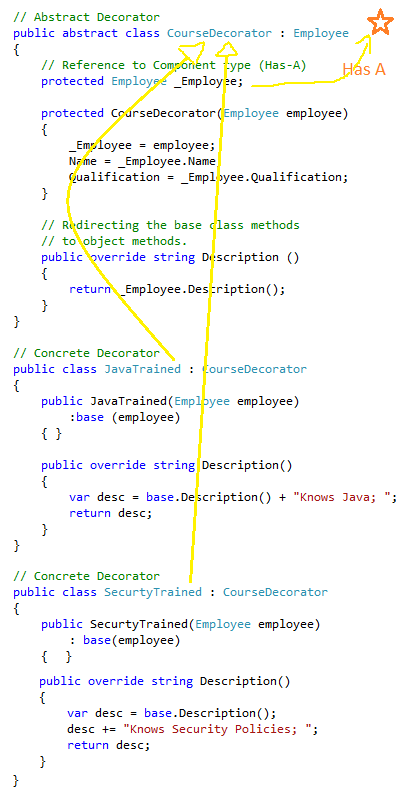 // Abstract Decorator
public abstract class CourseDecorator : Employee
{
// Reference to Component type (Has-A)
Has A
protected Employee _Employee;
protected CourseDecorator(Employee employee)
{
_Employee = employee;
Name = _Employee.Name
Qualification = _Employee.Qualification;
}
// Redirecting the base class methods
// to object methods.
public override string Description ()
{
return _Employee.Description();
}
}
// Concrete Decorator
public class JavaTrained : CourseDecorator
{
public JavaTrained(Employee employee)
:base (employee)
{ }
public override string Description()
{
var desc = base.Description() + "Knows Java; ";
return desc;
}
}
// Concrete Decorator
public class SecurtyTrained : CourseDecorator
{
public SecurtyTrained(Employee employee)
: base(employee)
{ }
public override string Description()
{
var desc = base.Description();
desc += "Knows Security Policies; ";
return desc;
}
}